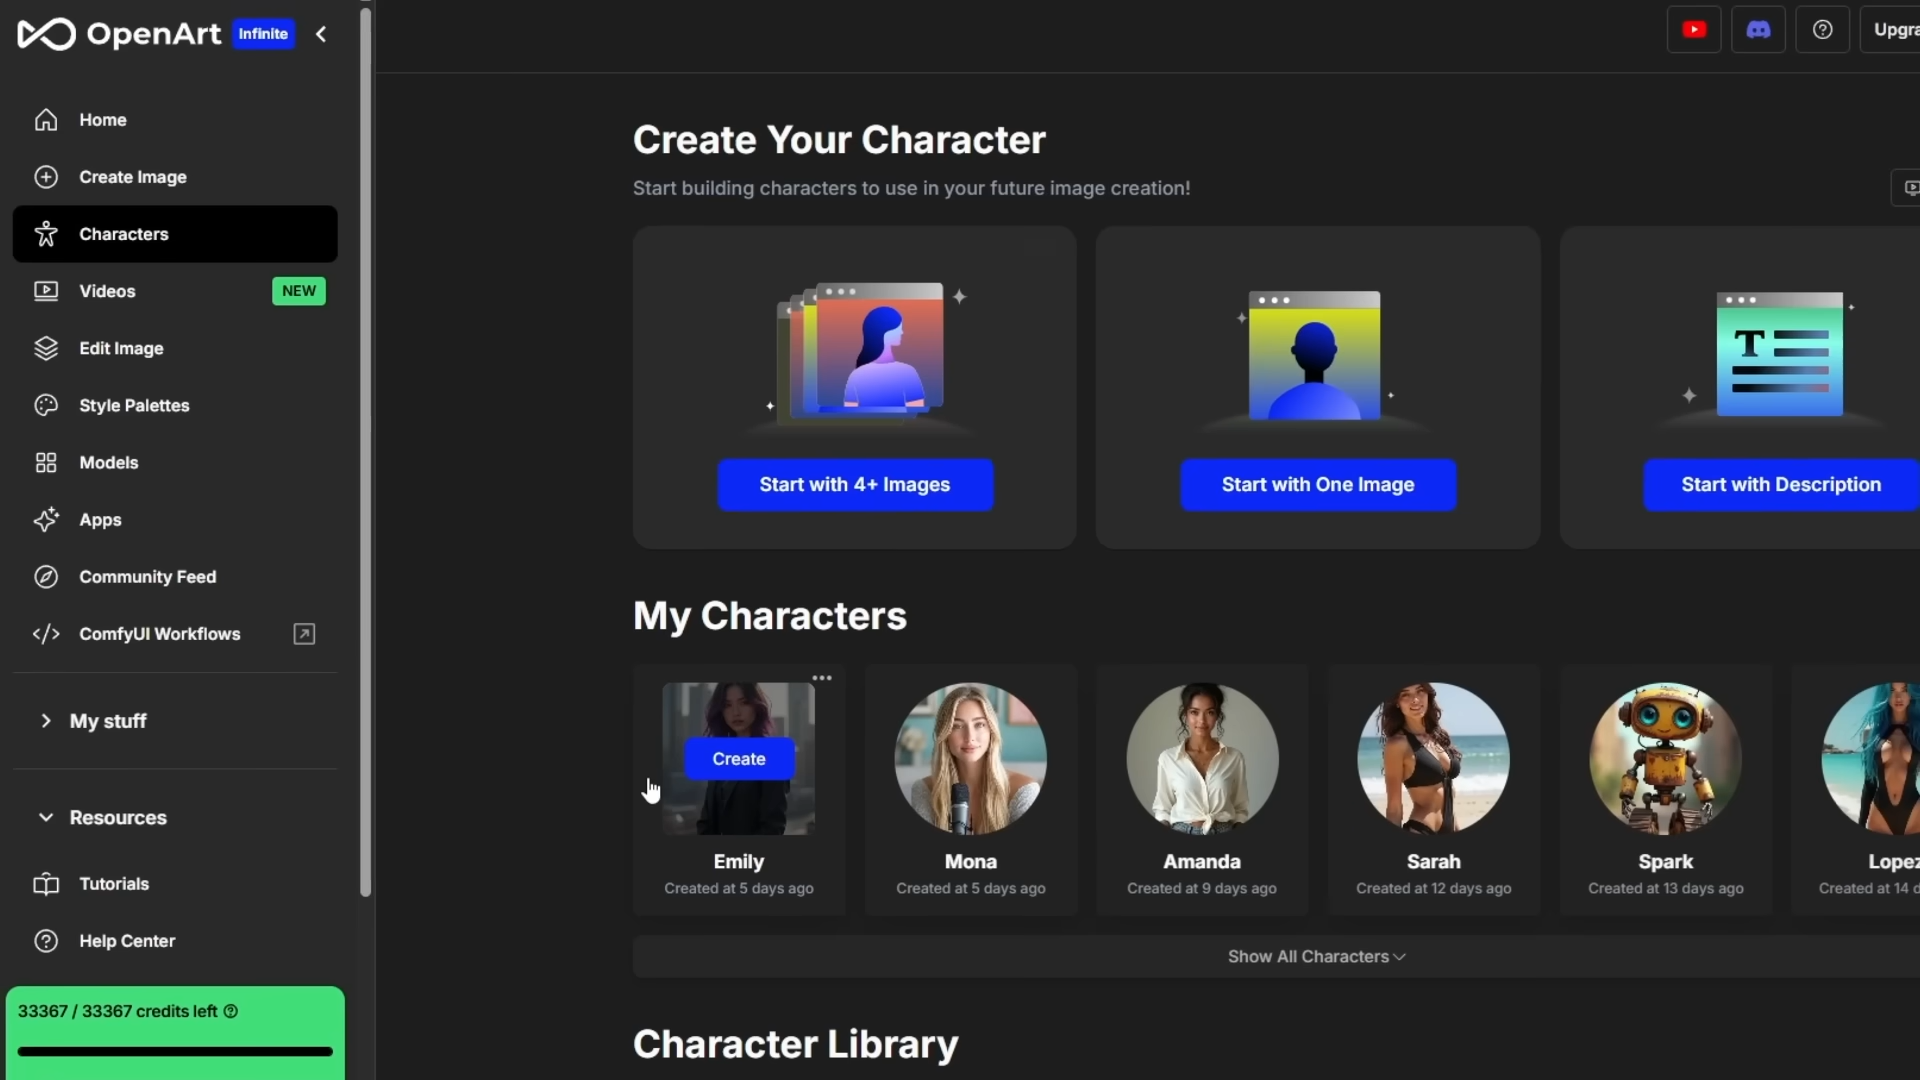 OpenArt Infinite
Home
Create Image
Characters
Videos NEW
Edit Image
Style Palettes
Models
Apps
Community Feed
ComfyUI Workflows
My stuff
Resources
Tutorials
Help Center
33367 / 33367 credits left
Upgra
Create Your Character
Start building characters to use in your future image creation!
T
Start with 4+ Images
Start with One Image
Start with Description
My Characters
Create
Emily
Created at 5 days ago
Mona
Created at 5 days ago
Amanda
Created at 9 days ago
Sarah
Created at 12 days ago
Spark
Created at 13 days ago
Lopez
Created at 14 d
Show All Characters
Character Library